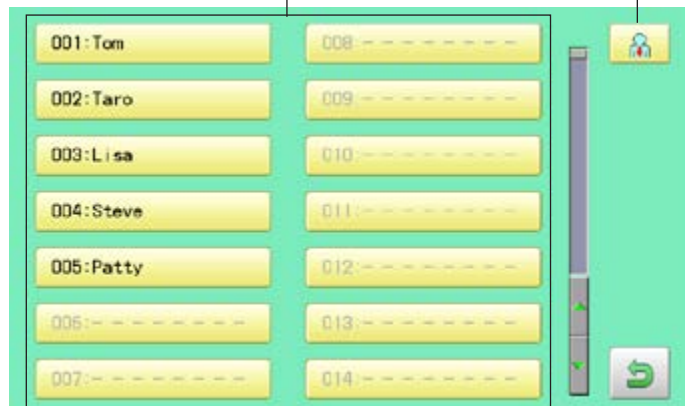 001:Tom
002:Taro
003:Lisa
004:Steve
005:Patty
006:- - - - - - - -
007:- - - - - - - -
008:- - - - - - - -
009:- - - - - - - -
010:- - - - - - - -
011:- - - - - - - -
012:- - - - - - - -
013:- - - - - - - -
014:- - - - - - - -